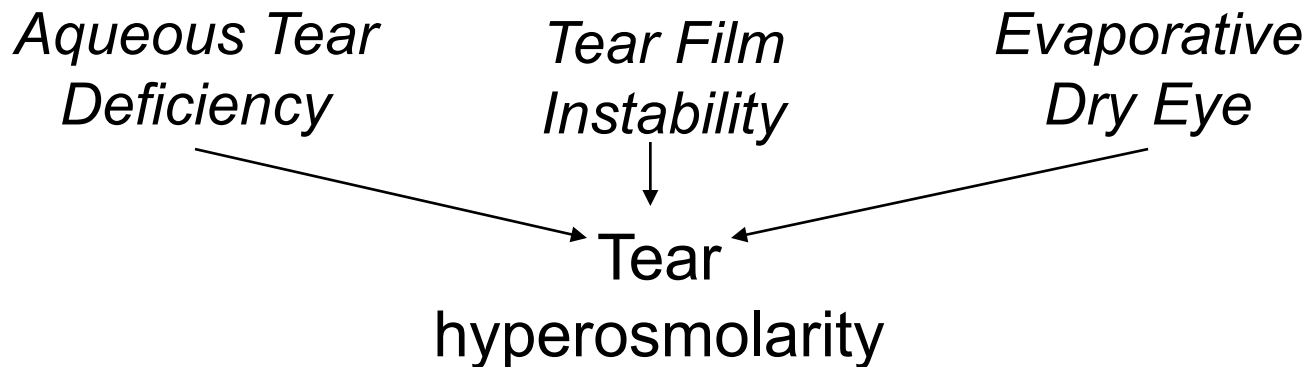 Aqueous Tear
Deficiency
Tear Film
Instability
Evaporative
Dry Eye
Tear
hyperosmolarity